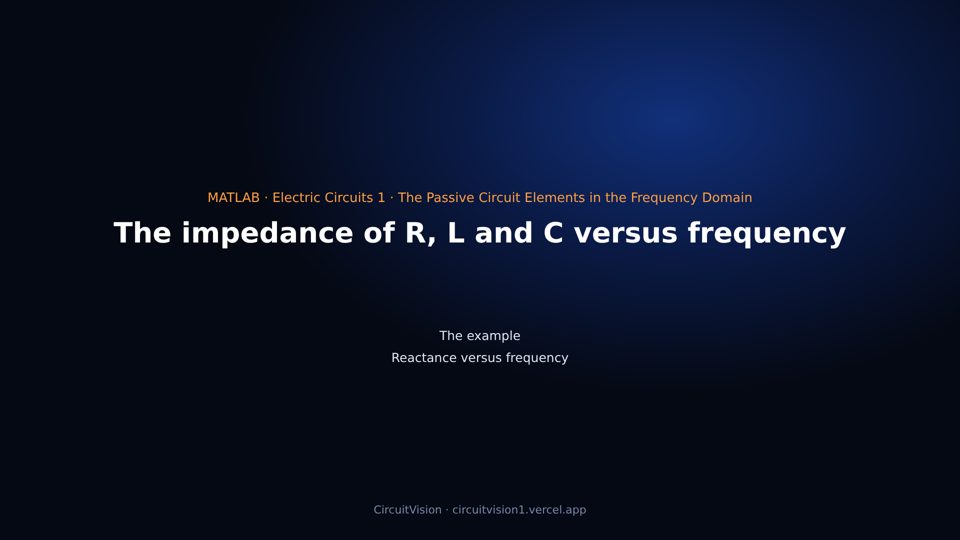 MATLAB · Electric Circuits 1 · The Passive Circuit Elements in the Frequency Domain
The impedance of R, L and C versus frequency
The example
Reactance versus frequency
CircuitVision · circuitvision1.vercel.app